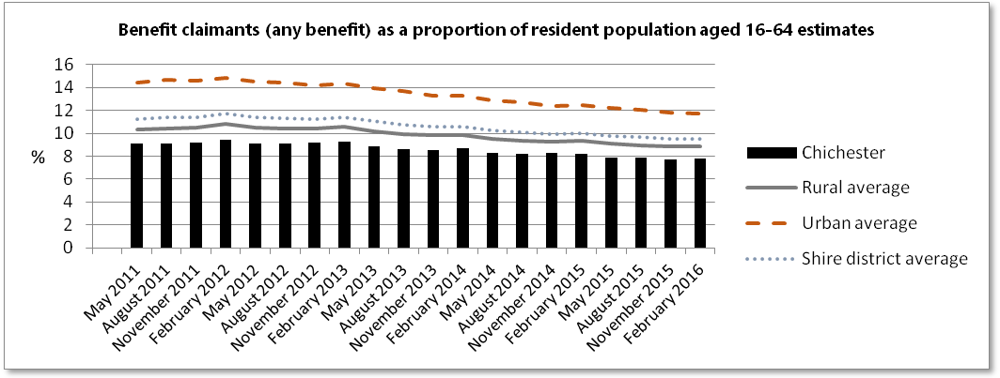 Benefit claimants (any benefit) as a proportion of resident population aged 16-64 estimates
16
14
12
10
8
6
4
2
0
%
May 2011
August 2011
November 2011
February 2012
May 2012
August 2012
November 2012
February 2013
May 2013
August 2013
November 2013
February 2014
May 2014
August 2014
November 2014
February 2015
May 2015
August 2015
November 2015
February 2016
Chichester
Rural average
Urban average
Shire district average